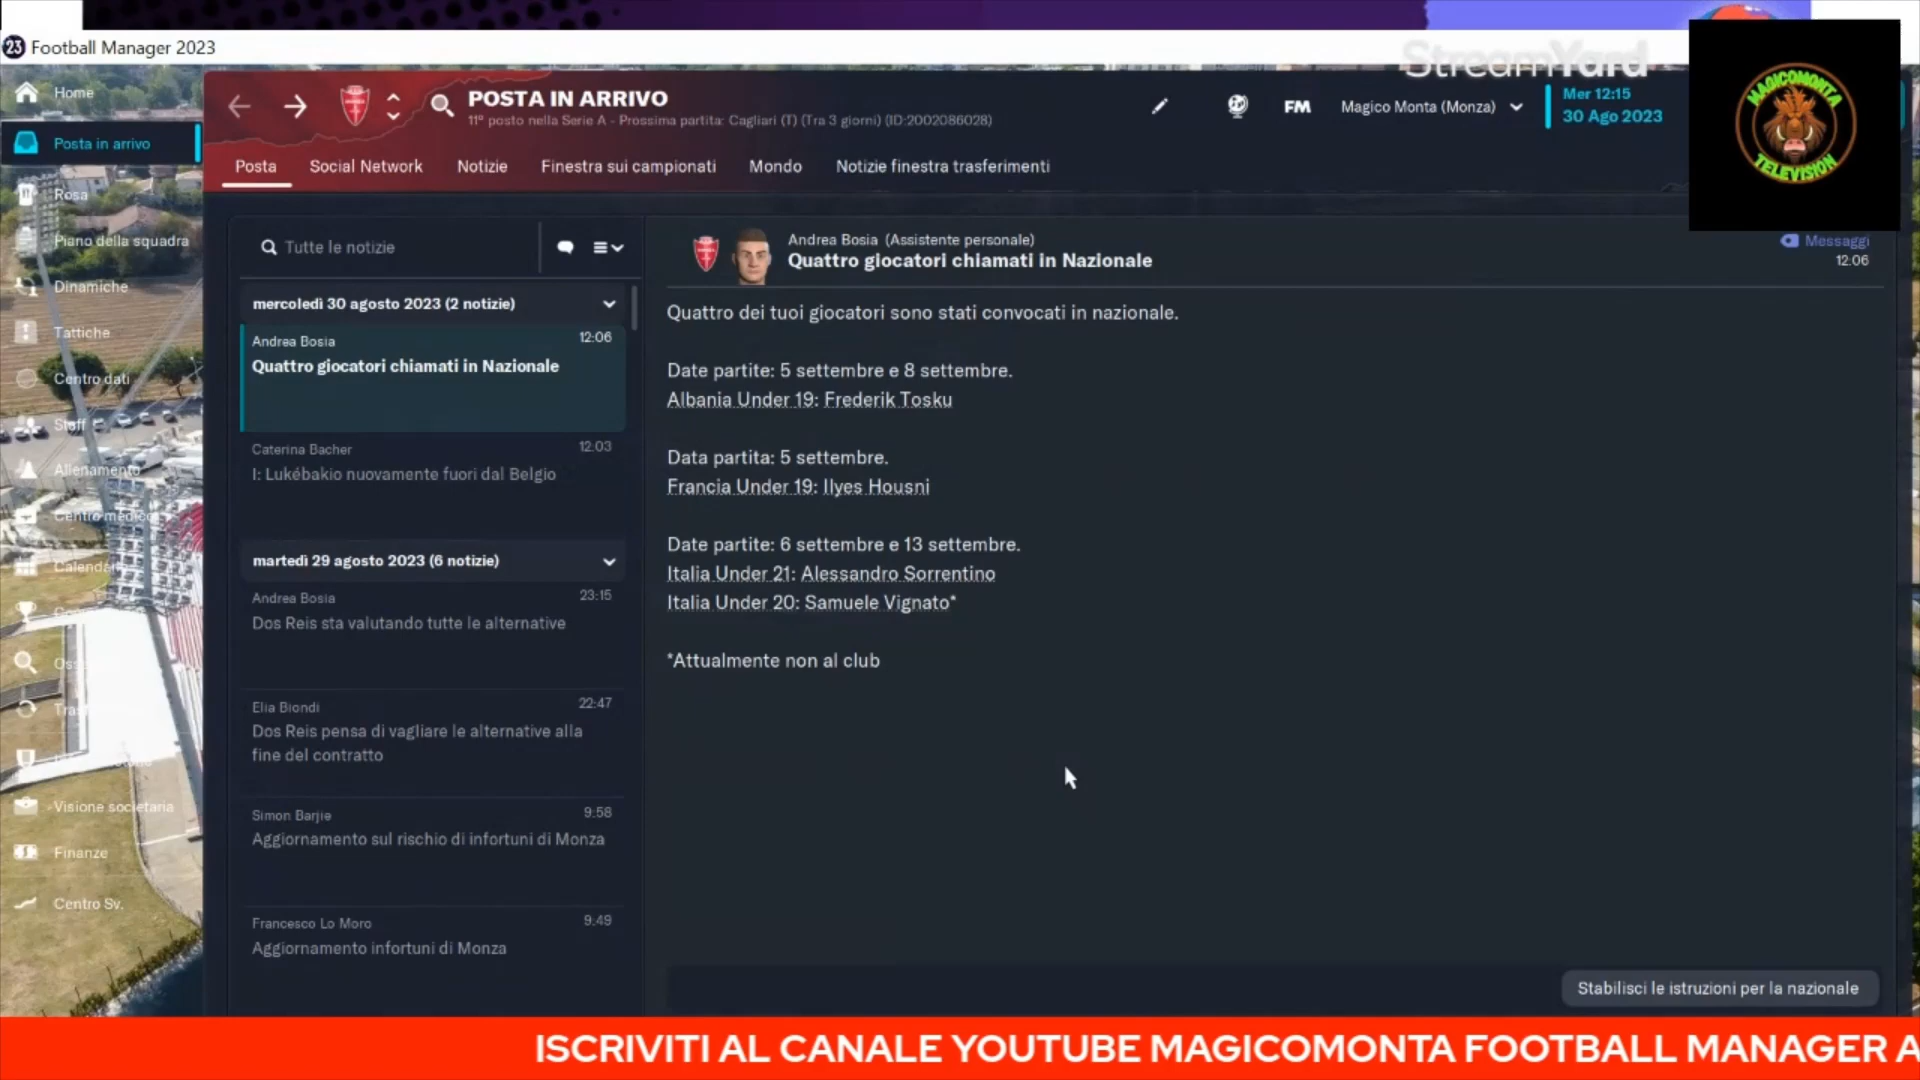 StreamYard
23 Football Manager 2023
MAGICOMONTA
TELEVISION
Home
Posta in arrivo
Rosa
Piano della squadra
Dinamiche
Tattiche
Centro dati
Staff
Allenamento
Centro medico
Calendar
Visione societaria
Finanze
Centro Sv.
POSTA IN ARRIVO
11° posto nella Serie A - Prossima partita: Cagliari (T) (Tra 3 giorni) (ID:2002086028)
FM
Magico Monta (Monza)
Mer 12:15
30 Ago 2023
Posta Social Network Notizie Finestra sui campionati Mondo Notizie finestra trasferimenti
Tutte le notizie
mercoledì 30 agosto 2023 (2 notizie)
Andrea Bosia 12:06
Quattro giocatori chiamati in Nazionale
Caterina Bacher 12.03
I: Lukébakio nuovamente fuori dal Belgio
martedì 29 agosto 2023 (6 notizie)
Andrea Bosia 23:15
Dos Reis sta valutando tutte le alternative
Elia Biondi 22:47
Dos Reis pensa di vagliare le alternative alla
fine del contratto
Simon Barjie 9:58
Aggiornamento sul rischio di infortuni di Monza
Francesco Lo Moro 9.49
Aggiornamento infortuni di Monza
Andrea Bosia (Assistente personale)
Quattro giocatori chiamati in Nazionale
Messaggi
12.06
Quattro dei tuoi giocatori sono stati convocati in nazionale.
Date partite: 5 settembre e 8 settembre.
Albania Under 19: Frederik Tosku
Data partita: 5 settembre.
Francia Under 19: Ilyes Housni
Date partite: 6 settembre e 13 settembre.
Italia Under 21: Alessandro Sorrentino
Italia Under 20: Samuele Vignato*
*Attualmente non al club
Stabilisci le istruzioni per la nazionale
ISCRIVITI AL CANALE YOUTUBE MAGICOMONTA FOOTBALL MANAGER A